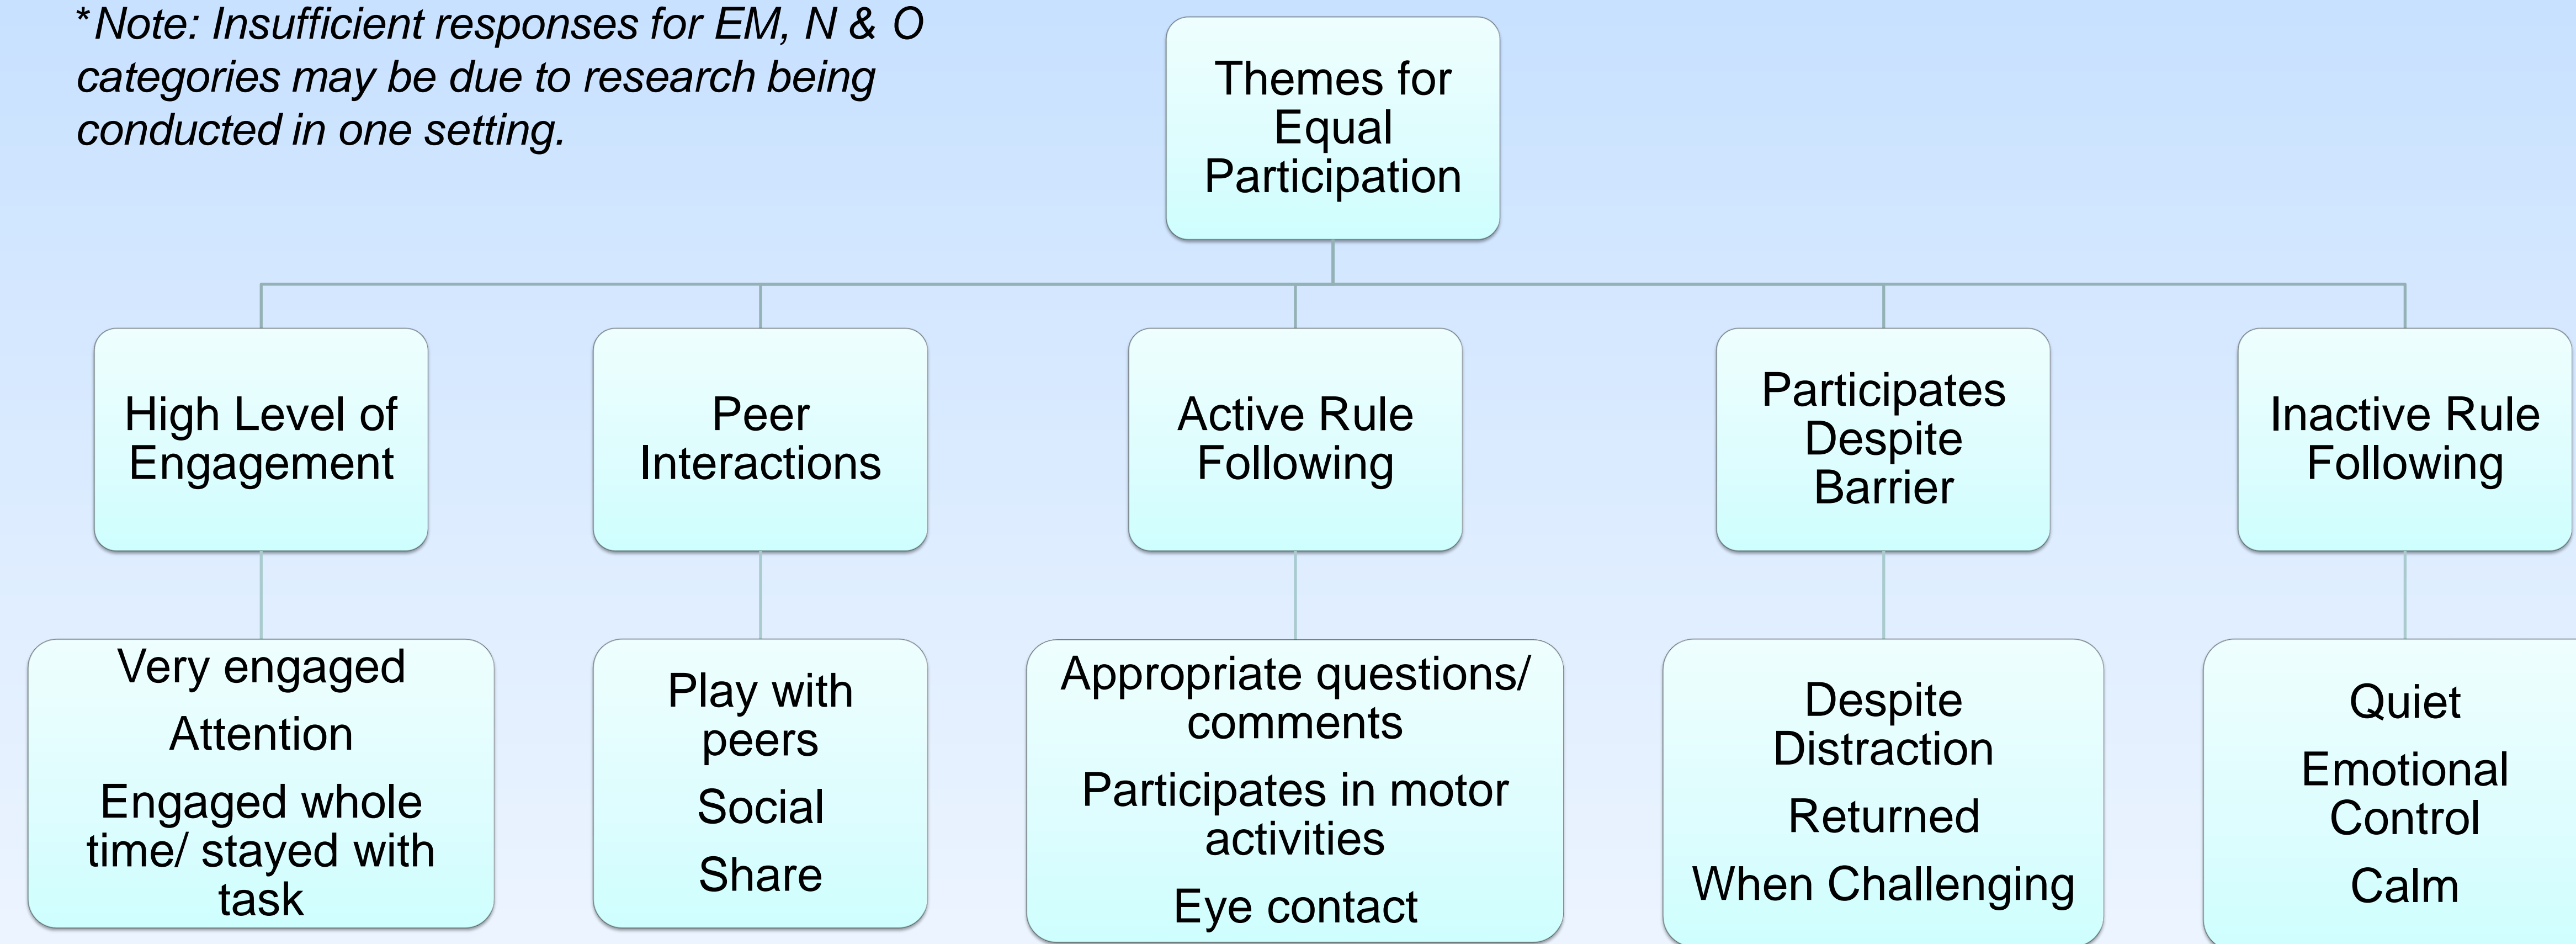 *Note: Insufficient responses for EM, N & O
categories may be due to research being
conducted in one setting.
Themes for
Equal
Participation
High Level of
Engagement
Peer
Interactions
Active Rule
Following
Participates
Despite
Barrier
Inactive Rule
Following
Very engaged
Attention
Engaged whole
time/ stayed with
task
Play with
peers
Social
Share
Appropriate questions/
comments
Participates in motor
activities
Eye contact
Despite
Distraction
Returned
When Challenging
Quiet
Emotional
Control
Calm